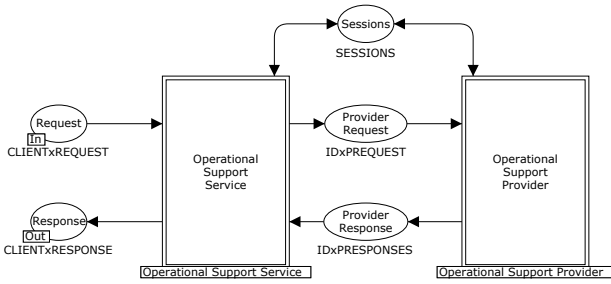 Sessions
SESSIONS
Request
In
CLIENTxREQUEST
Operational
Support
Service
Provider
Request
IDxPREQUEST
Operational
Support
Provider
Response
Out
CLIENTxRESPONSE
Provider
Response
IDxPRESPONSES
Operational Support Service
Operational Support Provider